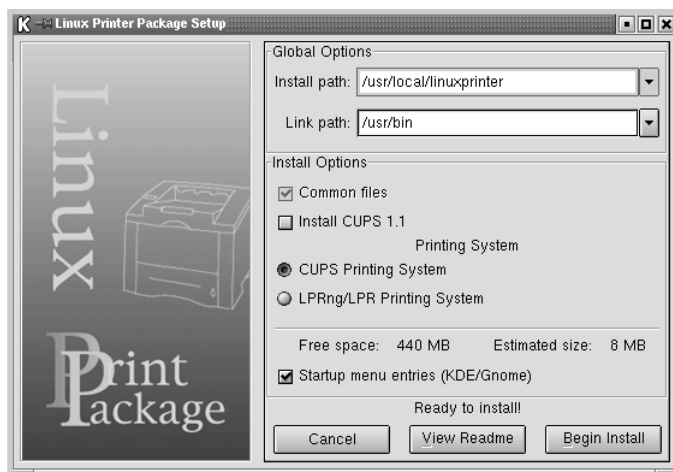 Linux Printer Package Setup
Linux
Print
Package
Global Options
Install path: /usr/local/linuxprinter
Link path: /usr/bin
Install Options
Common files
Install CUPS 1.1
Printing System
CUPS Printing System
LPRng/LPR Printing System
Free space: 440 MB Estimated size: 8 MB
Startup menu entries (KDE/Gnome)
Ready to install!
Cancel View Readme Begin Install